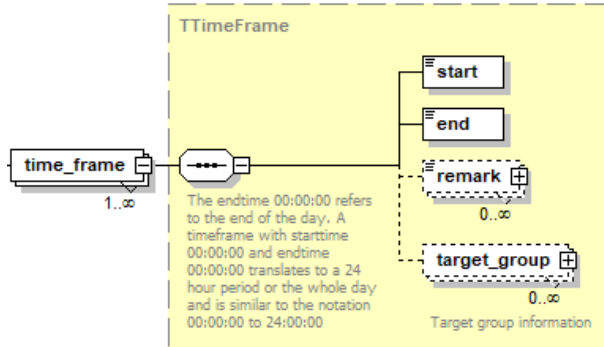 TTimeFrame
start
end
time_frame
1..∞
remark
0..∞
The endtime 00:00:00 refers
to the end of the day. A
timeframe with starttime
00:00:00 and endtime
00:00:00 translates to a 24
hour period or the whole day
and is similar to the notation
00:00:00 to 24:00:00
target_group
0..∞
Target group information